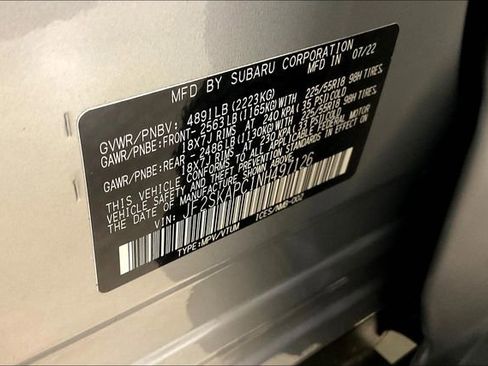 MFD BY SUBARU CORPORATION
MFD IN 07/22
GVWR/PNBV: 4891LB(2223KG)
GAWR/PNBE:FRONT-2563LB(1165KG)WITH 225/55R18 98H TIRES,
18X7J RIMS AT 240 KPA(35 PSI)COLD
GAWR/PNBE:REAR-2486LB(1130KG)WITH 225/55R18 98H TIRES,
18X7J RIMS AT 230 KPA(33 PSI)COLD
THIS VEHICLE CONFORMS TO ALL APPLICABLE FEDERAL MOTOR
VEHICLE SAFETY, BUMPER, AND THEFT PREVENTION STANDARDS IN EFFECT
ON THE DATE OF MANUFACTURE SHOWN ABOVE.
VIN: JF2SKAPC1NH497126
TYPE:MPV/VTUM ICES/NMB-002